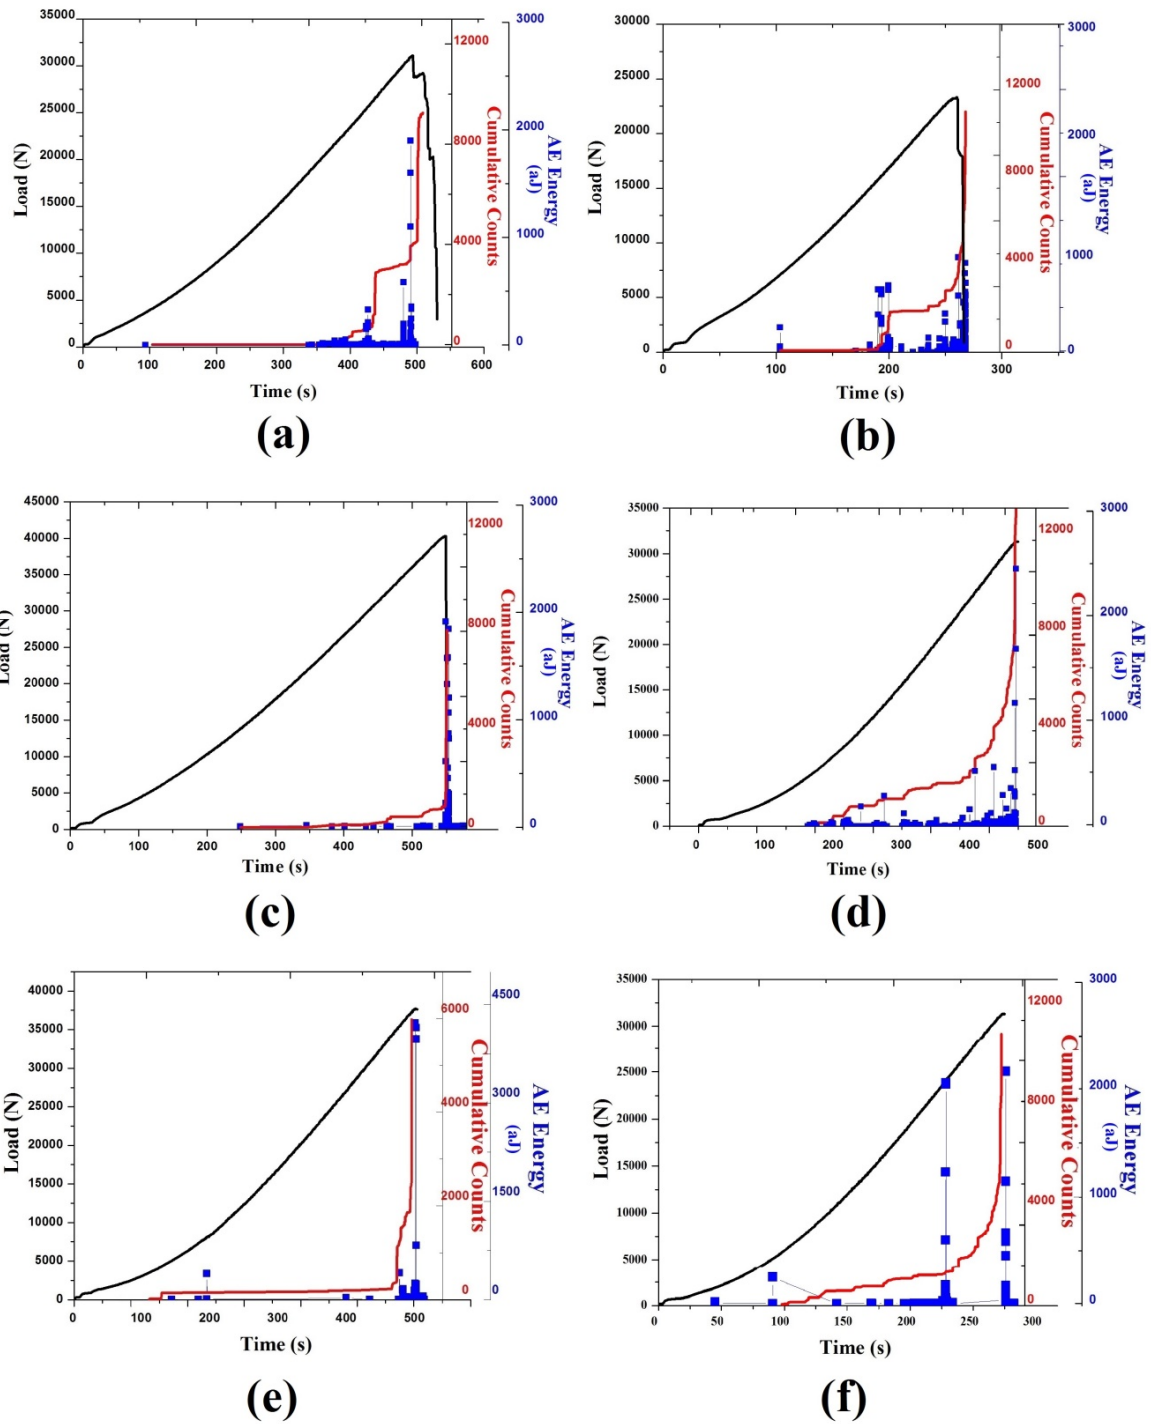 35000
30000
25000
20000
15000
10000
5000
0
Load (N)
0 100 200 300 400 500 600
Time (s)
12000
8000
4000
0
Cumulative Counts
3000
2000
1000
0
AE Energy
(aJ)
(a)
30000
25000
20000
15000
10000
5000
0
Load (N)
0 100 200 300
Time (s)
12000
8000
4000
0
Cumulative Counts
3000
2000
1000
0
AE Energy
(aJ)
(b)
45000
40000
35000
30000
25000
20000
15000
10000
5000
0
Load (N)
0 100 200 300 400 500
Time (s)
12000
8000
4000
0
Cumulative Counts
3000
2000
1000
0
AE Energy
(aJ)
(c)
35000
30000
25000
20000
15000
10000
5000
0
Load (N)
0 100 200 300 400 500
Time (s)
12000
8000
4000
0
Cumulative Counts
3000
2000
1000
0
AE Energy
(aJ)
(d)
40000
35000
30000
25000
20000
15000
10000
5000
0
Load (N)
0 100 200 300 400 500
Time (s)
6000
4000
2000
0
Cumulative Counts
4500
3000
1500
0
AE Energy
(aJ)
(e)
35000
30000
25000
20000
15000
10000
5000
0
Load (N)
0 50 100 150 200 250 300
Time (s)
12000
8000
4000
0
Cumulative Counts
3000
2000
1000
0
AE Energy
(aJ)
(f)